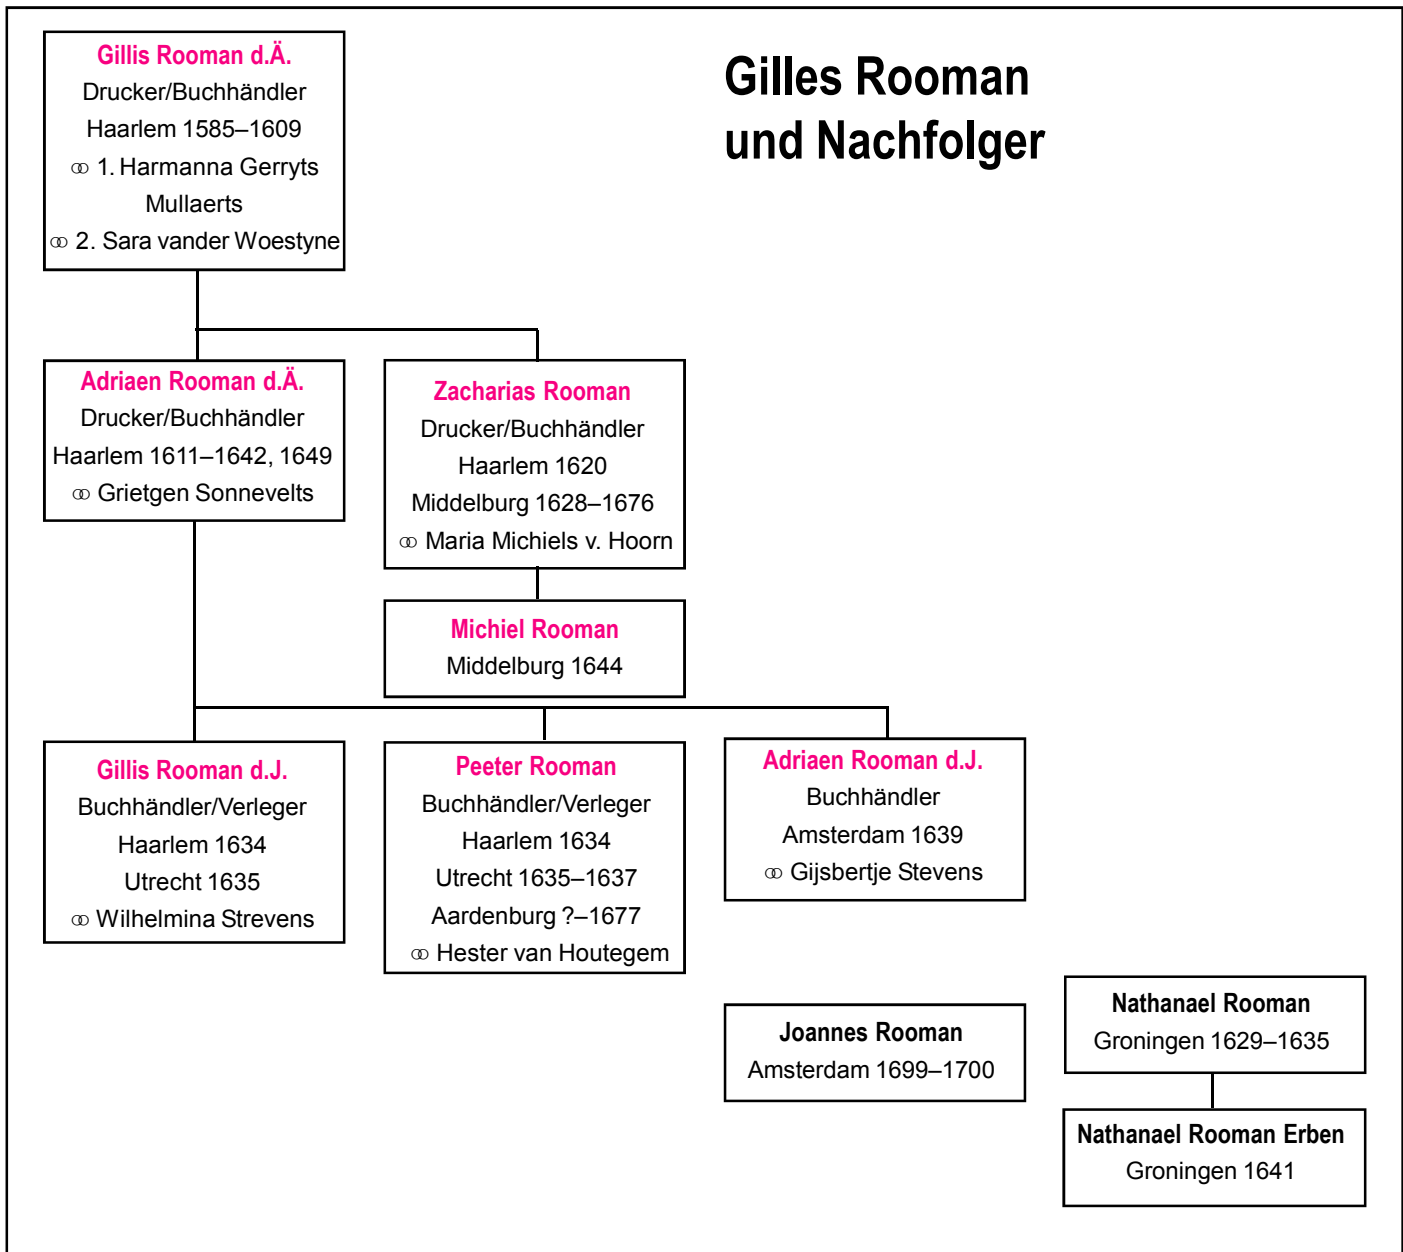 Gilles Rooman
und Nachfolger
Gillis Rooman d.Ä.
Drucker/Buchhändler
Haarlem 1585–1609
⚭ 1. Harmanna Gerryts
Mullaerts
⚭ 2. Sara vander Woestyne
Adriaen Rooman d.Ä.
Drucker/Buchhändler
Haarlem 1611–1642, 1649
⚭ Grietgen Sonnevelts
Zacharias Rooman
Drucker/Buchhändler
Haarlem 1620
Middelburg 1628–1676
⚭ Maria Michiels v. Hoorn
Michiel Rooman
Middelburg 1644
Gillis Rooman d.J.
Buchhändler/Verleger
Haarlem 1634
Utrecht 1635
⚭ Wilhelmina Strevens
Peeter Rooman
Buchhändler/Verleger
Haarlem 1634
Utrecht 1635–1637
Aardenburg ?–1677
⚭ Hester van Houtegem
Adriaen Rooman d.J.
Buchhändler
Amsterdam 1639
⚭ Gijsbertje Stevens
Joannes Rooman
Amsterdam 1699–1700
Nathanael Rooman
Groningen 1629–1635
Nathanael Rooman Erben
Groningen 1641